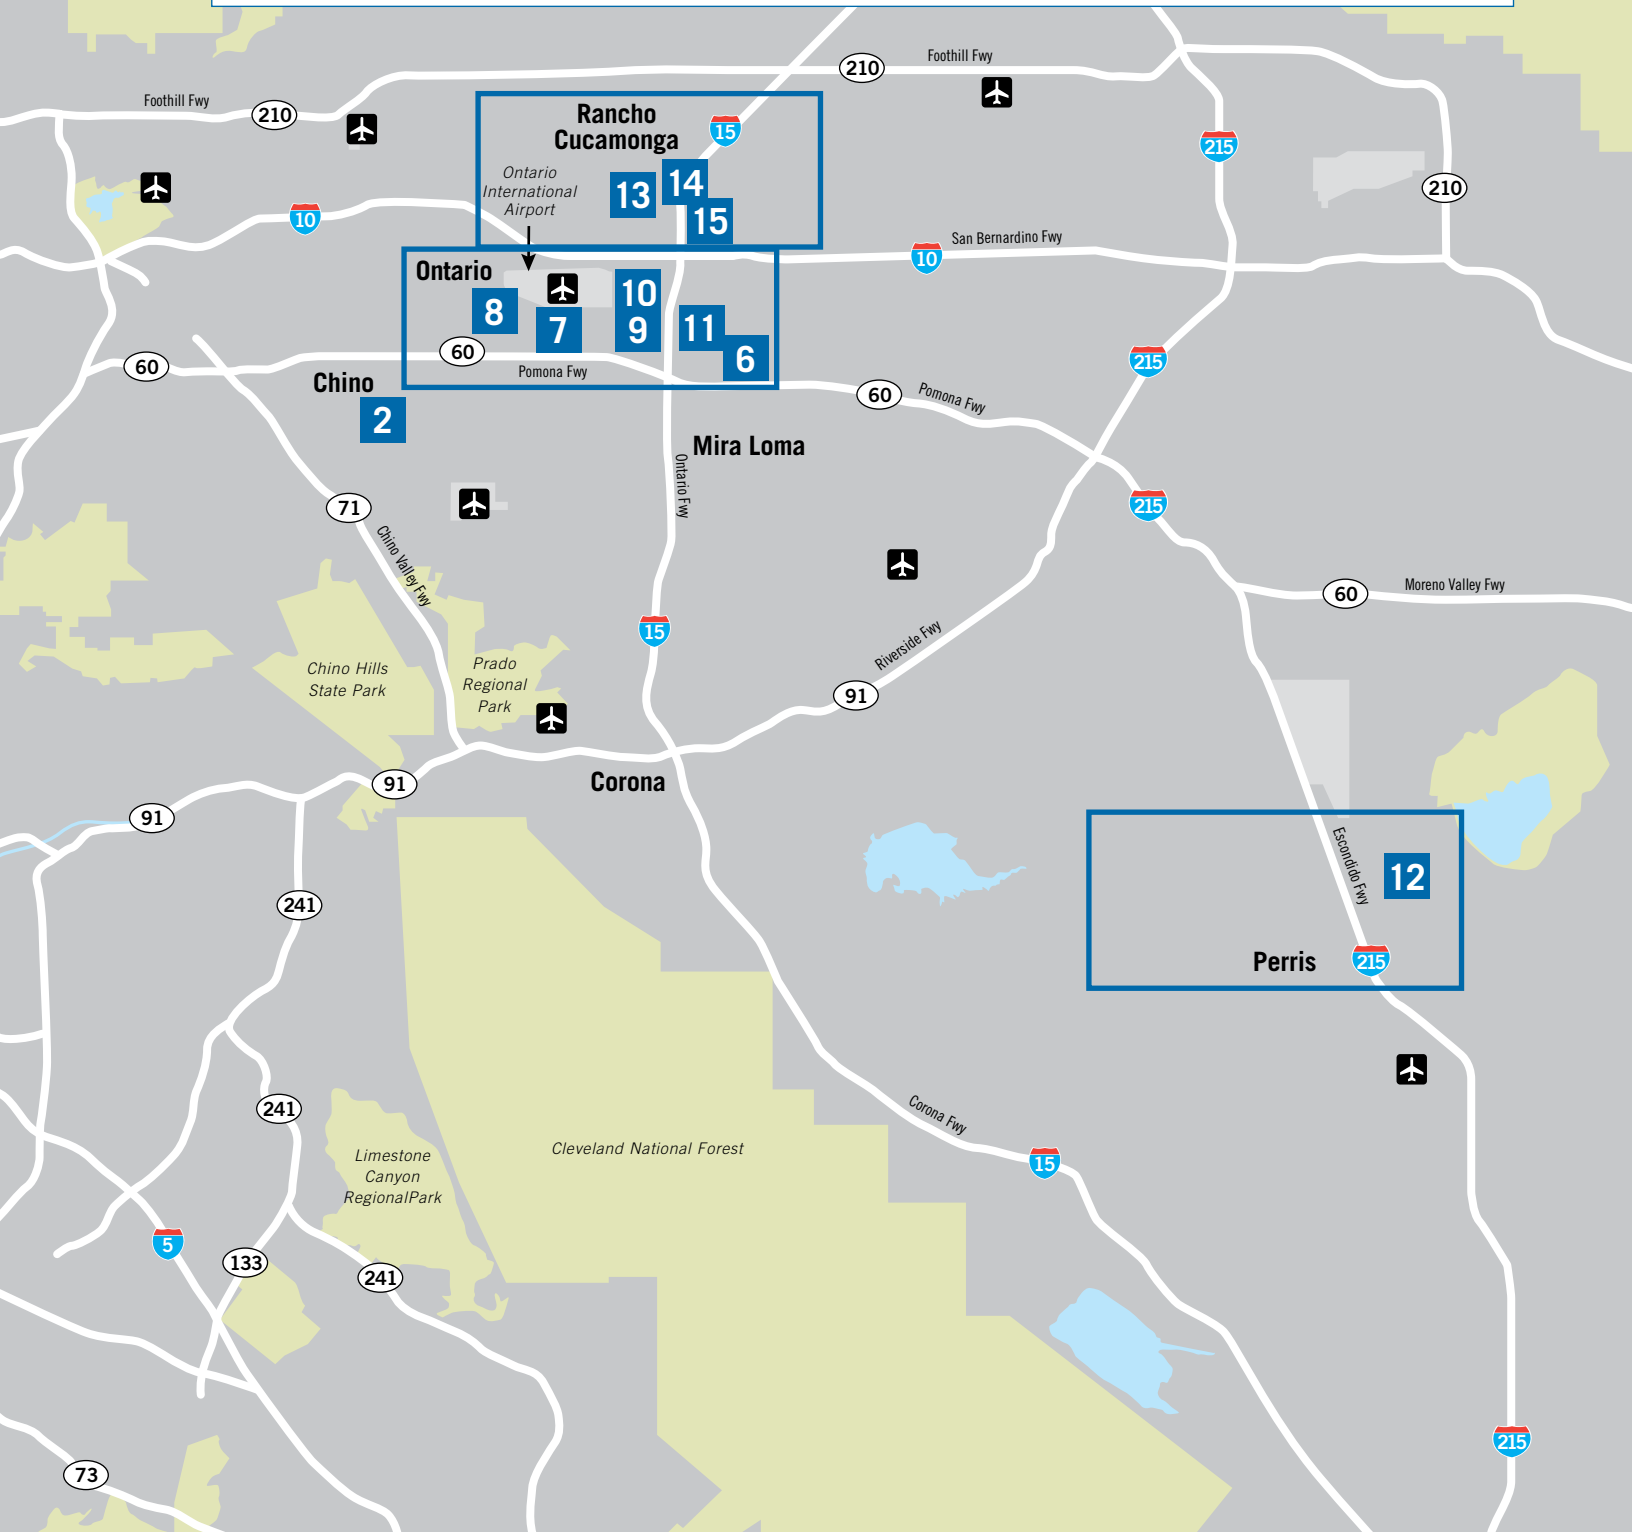 Foothill Fwy
210
Foothill Fwy
210
Rancho
Cucamonga
15
215
210
Ontario
International
Airport
13
14
15
10
San Bernardino Fwy
10
Ontario
8
7
10
9
11
6
60
Pomona Fwy
60
Chino
2
215
60
Pomona Fwy
Mira Loma
Ontario Fwy
71
Chino Valley Fwy
215
60
Moreno Valley Fwy
15
Riverside Fwy
91
Chino Hills
State Park
Prado
Regional
Park
Corona
91
91
Escondido Fwy
12
241
Perris
215
241
Corona Fwy
15
Cleveland National Forest
Limestone
Canyon
RegionalPark
5
133
241
215
73